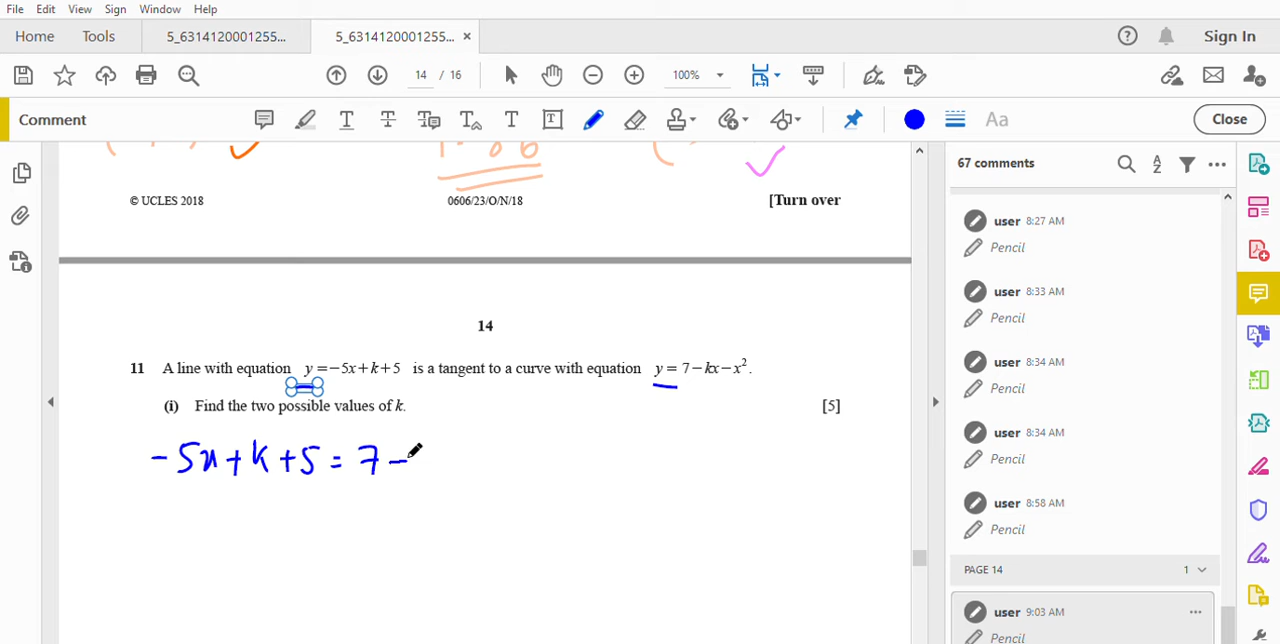 File Edit View Window Help
Home Tools 5_6314120001255... 5_6314120001255... × Sign In
14 / 16 100%
Comment Aa Close
1 - 8 6
67 comments
© UCLES 2018 0606/23/O/N/18 [Turn over
user 8:27 AM
Pencil
user 8:33 AM
Pencil
user 8:34 AM
Pencil
user 8:34 AM
Pencil
user 8:58 AM
Pencil
PAGE 14 1
user 9:03 AM
Pencil
14
11 A line with equation y =−5x+k+5 is a tangent to a curve with equation y = 7−kx−x².
(i) Find the two possible values of k. [5]
-5x+k+5 = 7 -